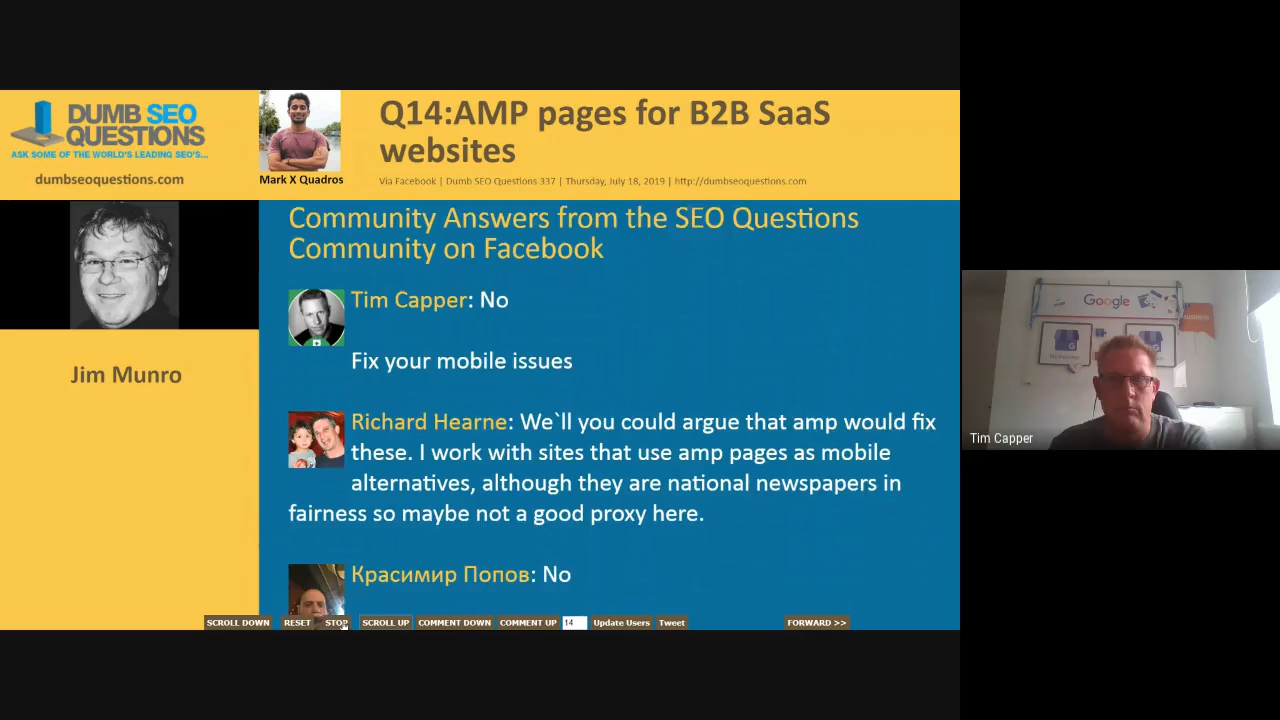 DUMB SEO
QUESTIONS
ASK SOME OF THE WORLD'S LEADING SEO'S...
dumbseoquestions.com
Mark X Quadros
Q14:AMP pages for B2B SaaS
websites
Via Facebook | Dumb SEO Questions 337 | Thursday, July 18, 2019 | http://dumbseoquestions.com
Jim Munro
Community Answers from the SEO Questions
Community on Facebook
Tim Capper: No
Fix your mobile issues
Richard Hearne: We`ll you could argue that amp would fix
these. I work with sites that use amp pages as mobile
alternatives, although they are national newspapers in
fairness so maybe not a good proxy here.
Красимир Попов: No
SCROLL DOWN RESET STOP SCROLL UP COMMENT DOWN COMMENT UP 14 Update Users Tweet FORWARD >>
Google
Tim Capper